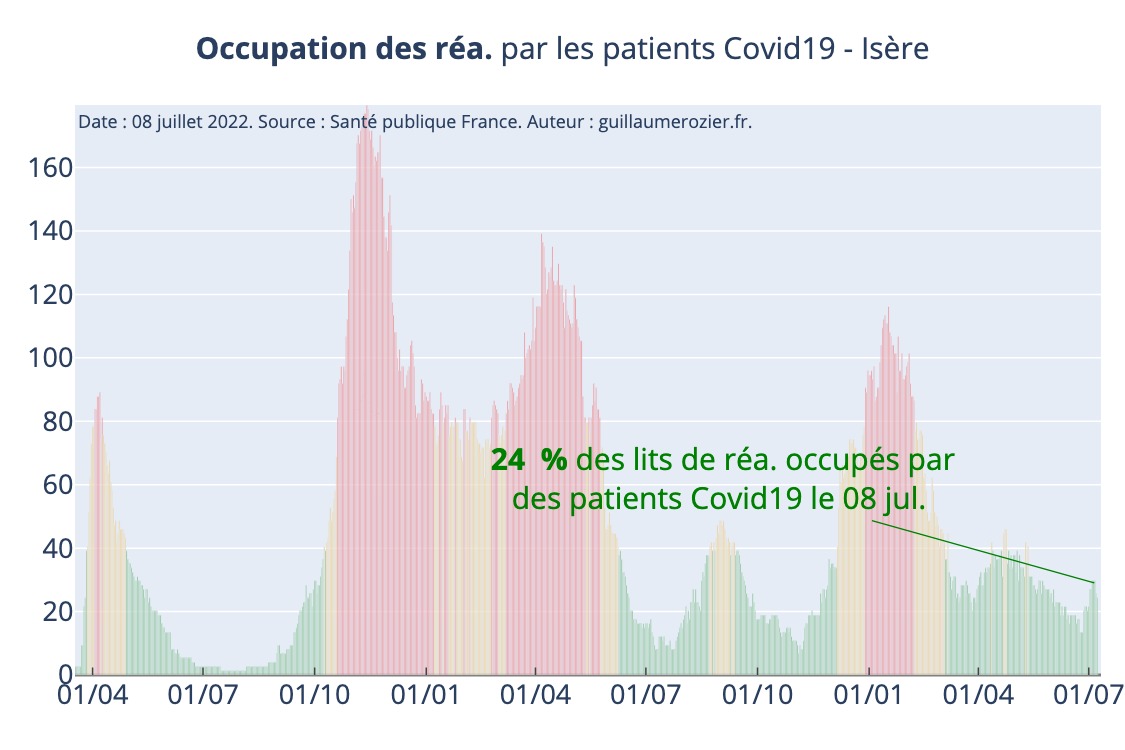 Occupation des réa. par les patients Covid19 - Isère
Date : 08 juillet 2022. Source : Santé publique France. Auteur : guillaumerozier.fr.
160
140
120
100
80
60
40
20
0
24 % des lits de réa. occupés par
des patients Covid19 le 08 jul.
01/04 01/07 01/10 01/01 01/04 01/07 01/10 01/01 01/04 01/07